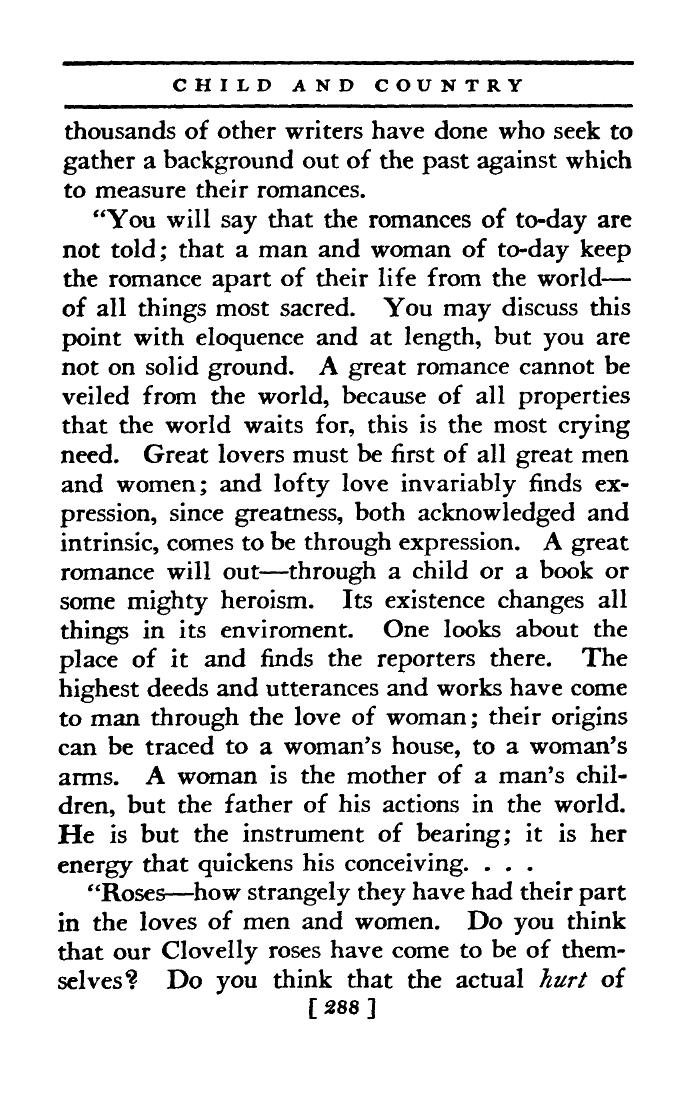 CHILD AND COUNTRY
thousands of other writers have done who seek to
gather a background out of the past against which
to measure their romances.
“You will say that the romances of to-day are
not told; that a man and woman of to-day keep
the romance apart of their life from the world—
of all things most sacred. You may discuss this
point with eloquence and at length, but you are
not on solid ground. A great romance cannot be
veiled from the world, because of all properties
that the world waits for, this is the most crying
need. Great lovers must be first of all great men
and women; and lofty love invariably finds ex-
pression, since greatness, both acknowledged and
intrinsic, comes to be through expression. A great
romance will out—through a child or a book or
some mighty heroism. Its existence changes all
things in its enviroment. One looks about the
place of it and finds the reporters there. The
highest deeds and utterances and works have come
to man through the love of woman; their origins
can be traced to a woman’s house, to a woman’s
arms. A woman is the mother of a man’s chil-
dren, but the father of his actions in the world.
He is but the instrument of bearing; it is her
energy that quickens his conceiving. . . .
“Roses—how strangely they have had their part
in the loves of men and women. Do you think
that our Clovelly roses have come to be of them-
selves? Do you think that the actual hurt of
[ 288 ]